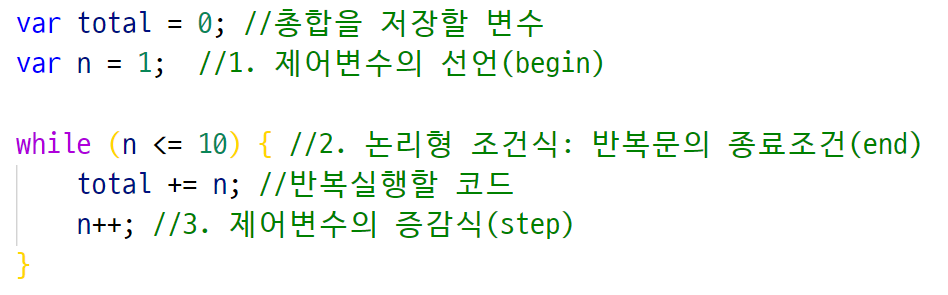 var total = 0; //총합을 저장할 변수
var n = 1;  //1. 제어변수의 선언(begin)
while (n <= 10) { //2. 논리형 조건식: 반복문의 종료조건(end)
    total += n; //반복실행할 코드
    n++; //3. 제어변수의 증감식(step)
}